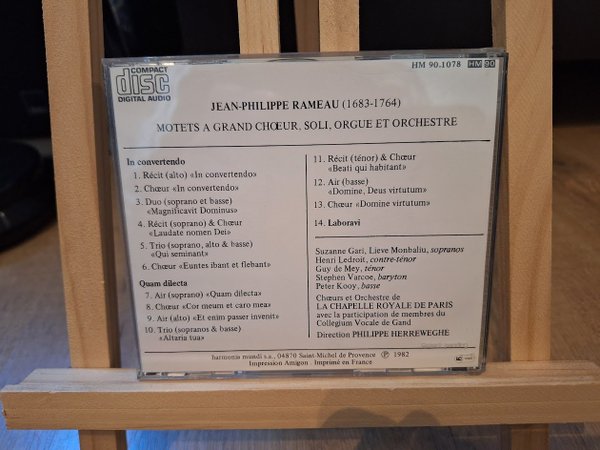 COMPACT
disc
DIGITAL AUDIO
HM 90.1078 HM 90
JEAN-PHILIPPE RAMEAU (1683-1764)
MOTETS A GRAND CHŒUR, SOLI, ORGUE ET ORCHESTRE
In convertendo
1. Récit (alto) «In convertendo»
2. Chœur «In convertendo»
3. Duo (soprano et basse)
«Magnificavit Dominus»
4. Récit (soprano) & Chœur
«Laudate nomen Dei»
5. Trio (soprano, alto & basse)
«Qui seminant»
6. Chœur «Euntes ibant et flebant»
Quam dilecta
7. Air (soprano) «Quam dilecta»
8. Chœur «Cor meum et caro mea»
9. Air (alto) «Et enim passer invenit»
10. Trio (sopranos & basse)
«Altaria tua»
11. Récit (ténor) & Chœur
«Beati qui habitant»
12. Air (basse)
«Domine, Deus virtutum»
13. Chœur «Domine virtutum»
14. Laboravi
Suzanne Gari, Lieve Monbaliu, sopranos
Henri Ledroit, contre-ténor
Guy de Mey, ténor
Stephen Varcoe, baryton
Peter Kooy, basse
Chœurs et Orchestre de
LA CHAPELLE ROYALE DE PARIS
avec la participation de membres du
Collegium Vocale de Gand
Direction PHILIPPE HERREWEGHE
harmonia mundi s.a., 04870 Saint-Michel de Provence ℗ 1982
Impression Amigon - Imprimé en France